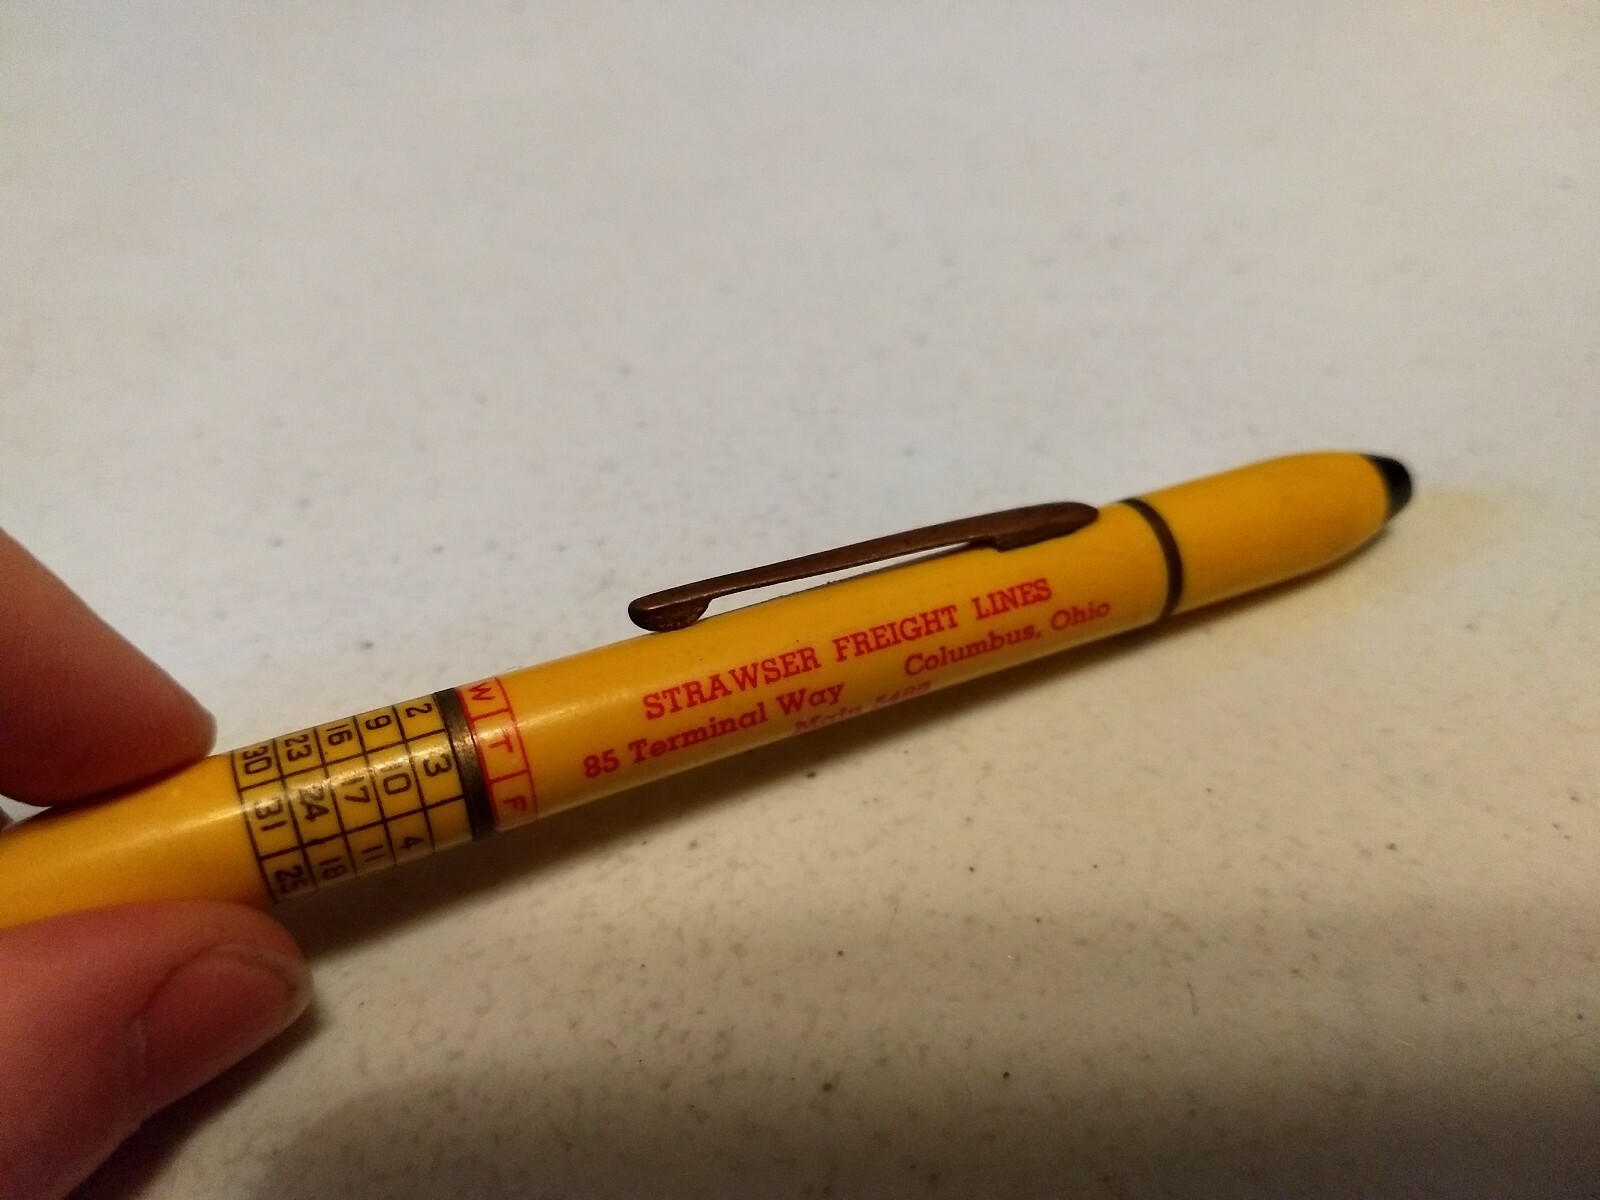 STRAWSER FREIGHT LINES
85 Terminal Way Columbus, Ohio
Main
W T F
2 3
9 10 4
16 17 11
23 24 18
30 31 25